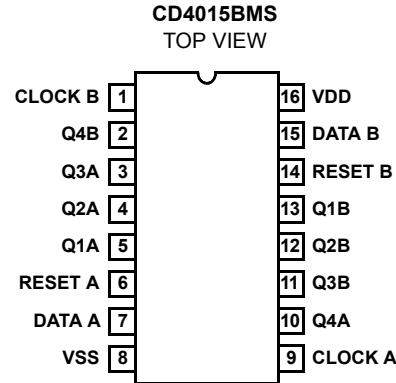 CD4015BMS
TOP VIEW
CLOCK B 1 16 VDD
Q4B 2 15 DATA B
Q3A 3 14 RESET B
Q2A 4 13 Q1B
Q1A 5 12 Q2B
RESET A 6 11 Q3B
DATA A 7 10 Q4A
VSS 8 9 CLOCK A